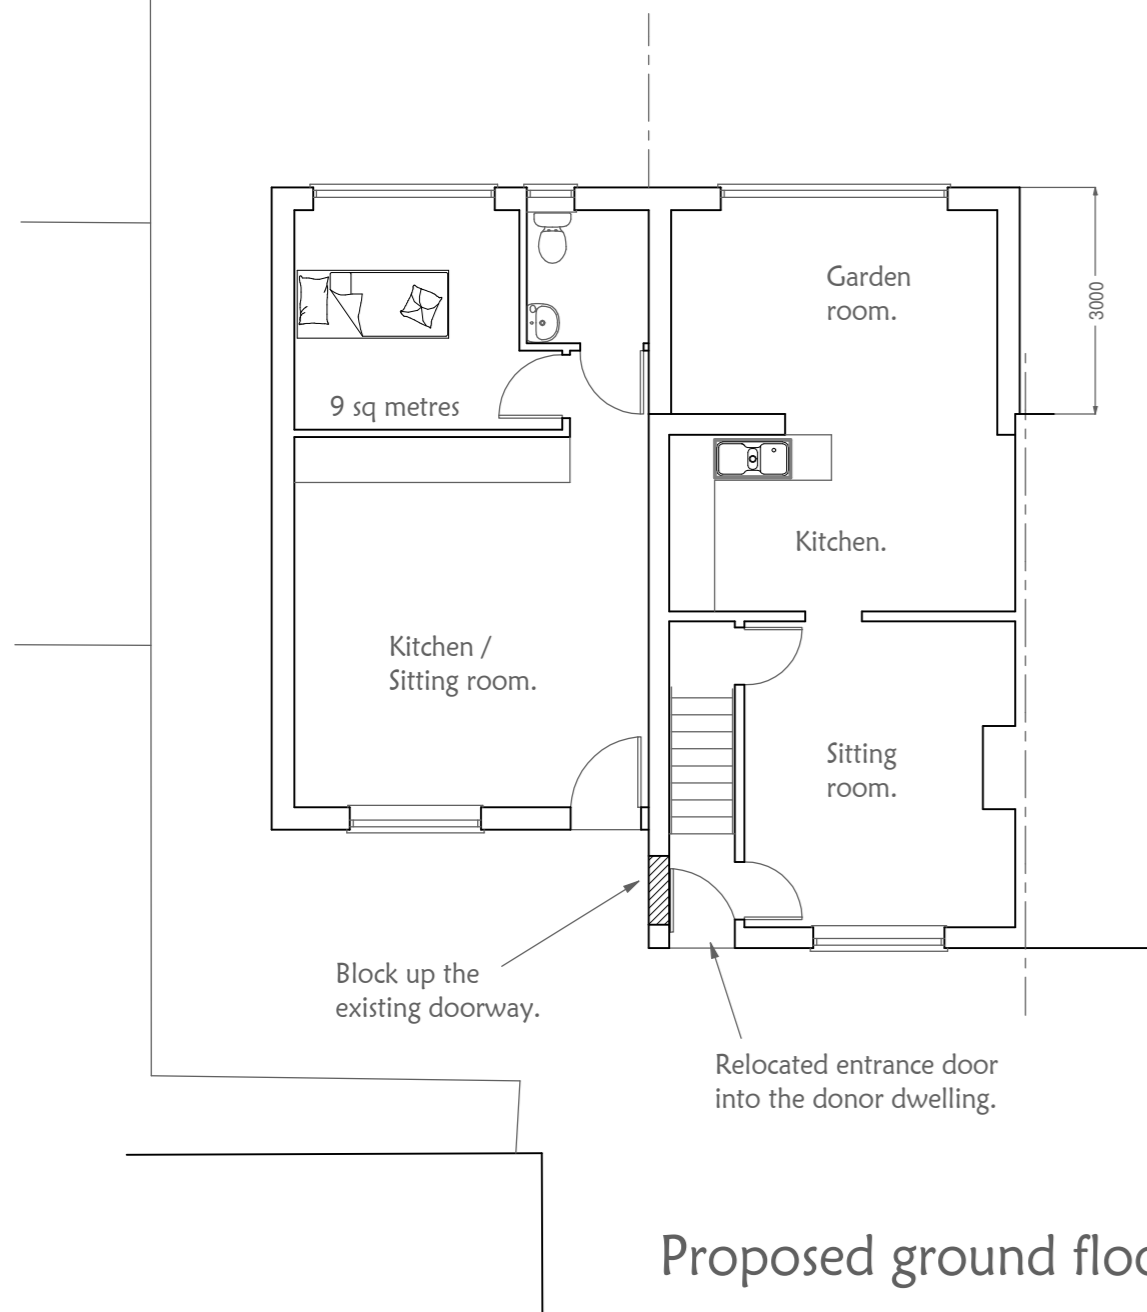 Garden
room.
3000
9 sq metres
Kitchen.
Kitchen /
Sitting room.
Sitting
room.
Block up the
existing doorway.
Relocated entrance door
into the donor dwelling.
Proposed ground